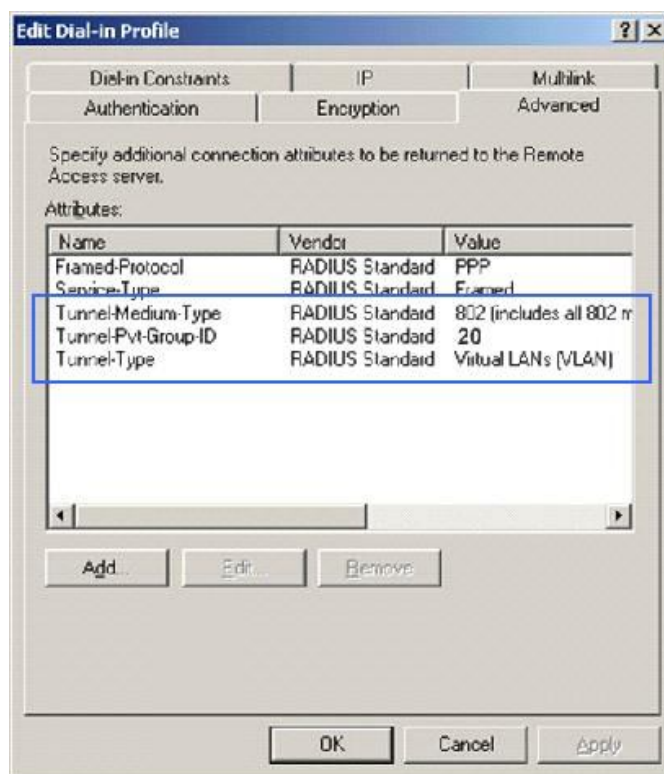 Edit Dial-in Profile
Dial-in Constraints IP Multilink
Authentication Encryption Advanced
Specify additional connection attributes to be returned to the Remote
Access server.
Attributes:
Name Vendor Value
Framed-Protocol RADIUS Standard PPP
Service-Type RADIUS Standard Framed
Tunnel-Medium-Type RADIUS Standard 802 (includes all 802 m
Tunnel-Pvt-Group-ID RADIUS Standard 20
Tunnel-Type RADIUS Standard Virtual LANs (VLAN)
Add... Edit... Remove
OK Cancel Apply